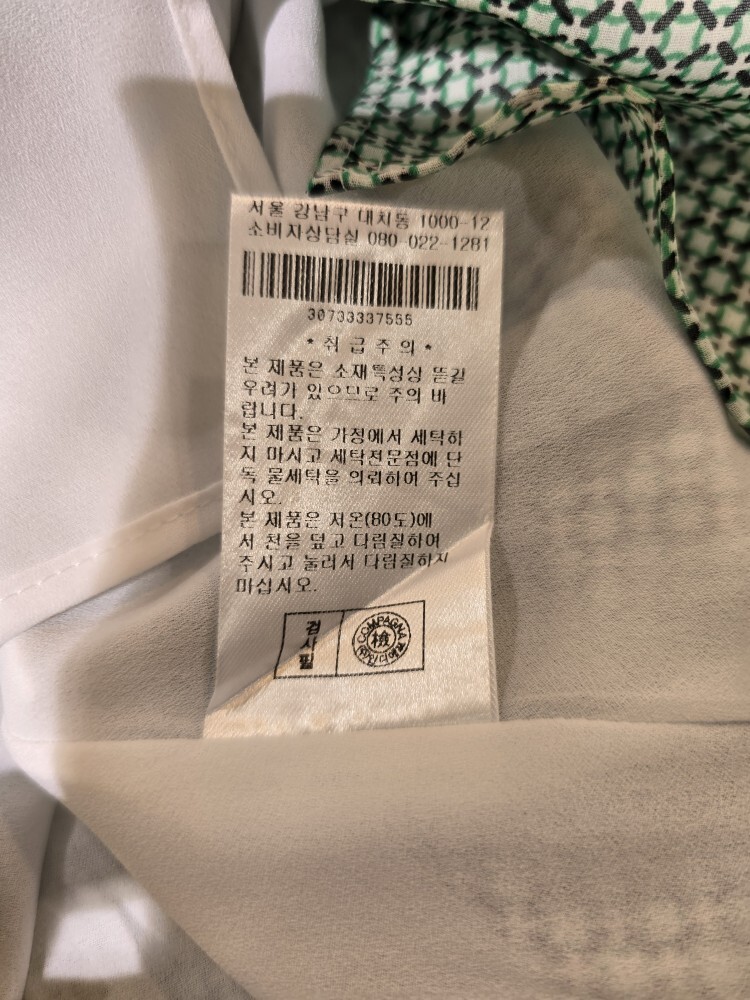 서울 강남구 대치동 1000-12
소비자상담실 080-022-1281
30733337555
*취급주의*
본 제품은 소재특성상 뜯길
우려가 있으므로 주의 바
랍니다.
본 제품은 가정에서 세탁하
지 마시고 세탁전문점에 단
독 물세탁을 의뢰하여 주십
시오.
본 제품은 저온(80도)에
서 천을 덮고 다림질하여
주시고 눌러서 다림질하지
마십시오.
검사필
COMPAGNA
檢